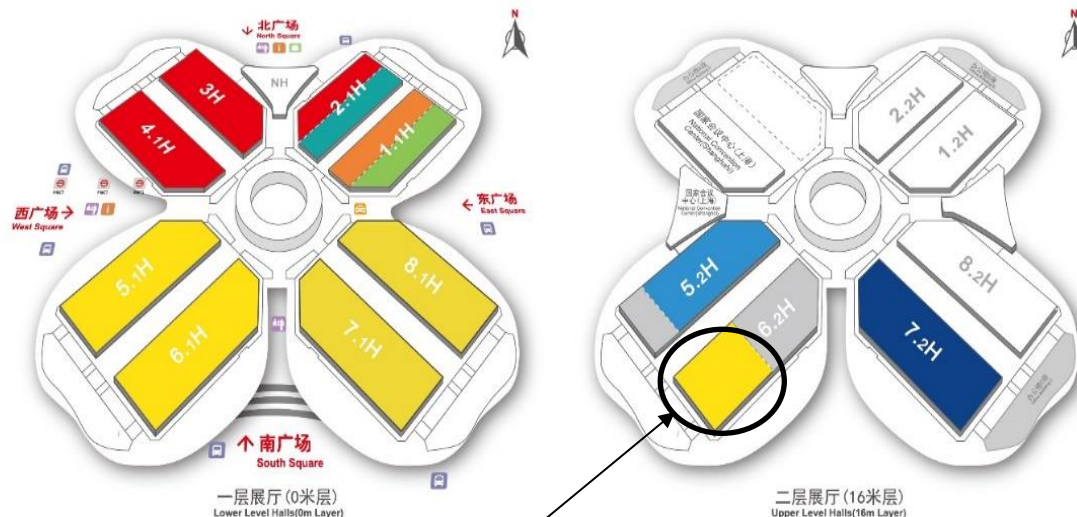 N
北广场
North Square
NH
3H
4.1H
2.1H
1.1H
西广场
West Square
东广场
East Square
5.1H
6.1H
7.1H
8.1H
南广场
South Square
一层展厅(0米层)
Lower Level Halls(0m Layer)
N
国家会议中心(上海)
National Convention
Center(Shanghai)
2.2H
1.2H
国家会议
中心(上海)
National Convention
Center(Shanghai)
5.2H
6.2H
7.2H
8.2H
二层展厅(16米层)
Upper Level Halls(16m Layer)